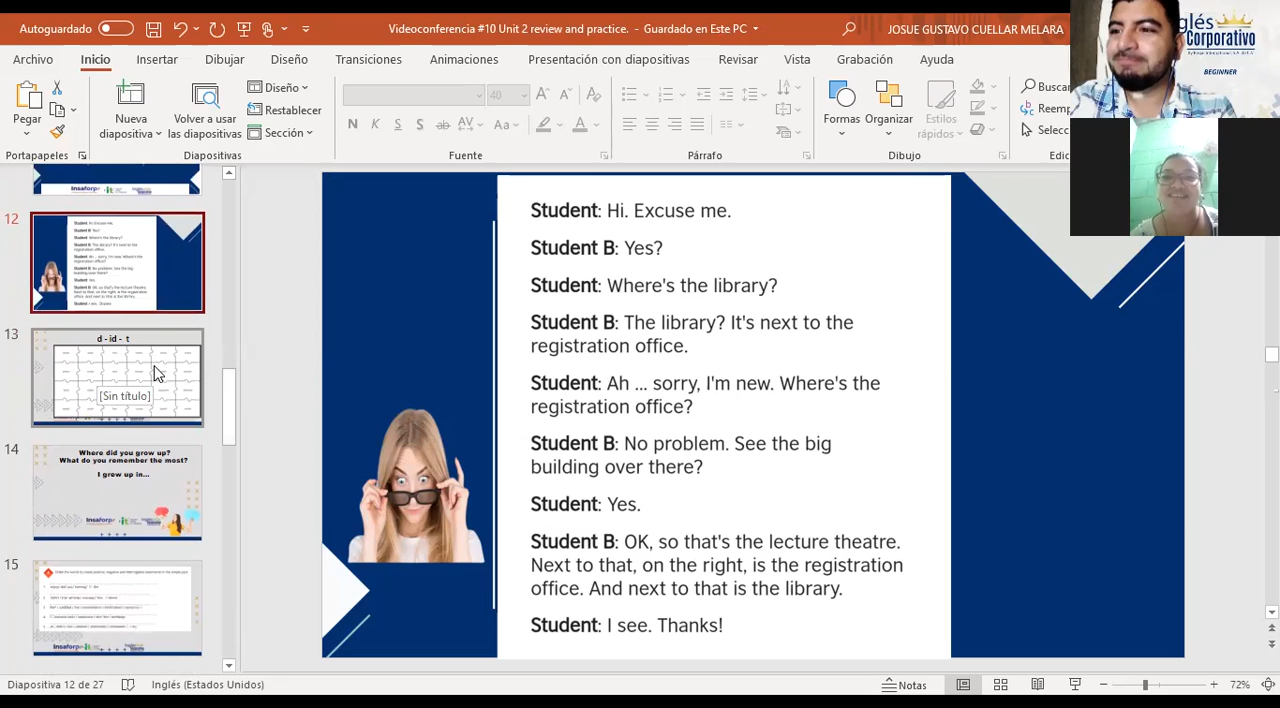 Autoguardado
Videoconferencia #10 Unit 2 review and practice. - Guardado en Este PC
JOSUE GUSTAVO CUELLAR MELARA
Corporativo
BEGINNER
Archivo Inicio Insertar Dibujar Diseño Transiciones Presentación con diapositivas Revisar Vista Grabación Ayuda
Pegar
Nueva diapositiva
Volver a usar las diapositivas
Diseño
Restablecer
Sección
40
N K S ab AV Aa A
Formas
Organizar
Estilos rápidos
Portapapeles Diapositivas Fuente Párrafo Dibujo
12
13
d - id - t
[Sin título]
14
Where did you grow up?
What do you remember the most?
I grew up in...
Insaforp
15
Insaforp
Student: Hi. Excuse me.
Student B: Yes?
Student: Where's the library?
Student B: The library? It's next to the
registration office.
Student: Ah ... sorry, I'm new. Where's the
registration office?
Student B: No problem. See the big
building over there?
Student: Yes.
Student B: OK, so that's the lecture theatre.
Next to that, on the right, is the registration
office. And next to that is the library.
Student: I see. Thanks!
Diapositiva 12 de 27 Inglés (Estados Unidos) Notas 72%